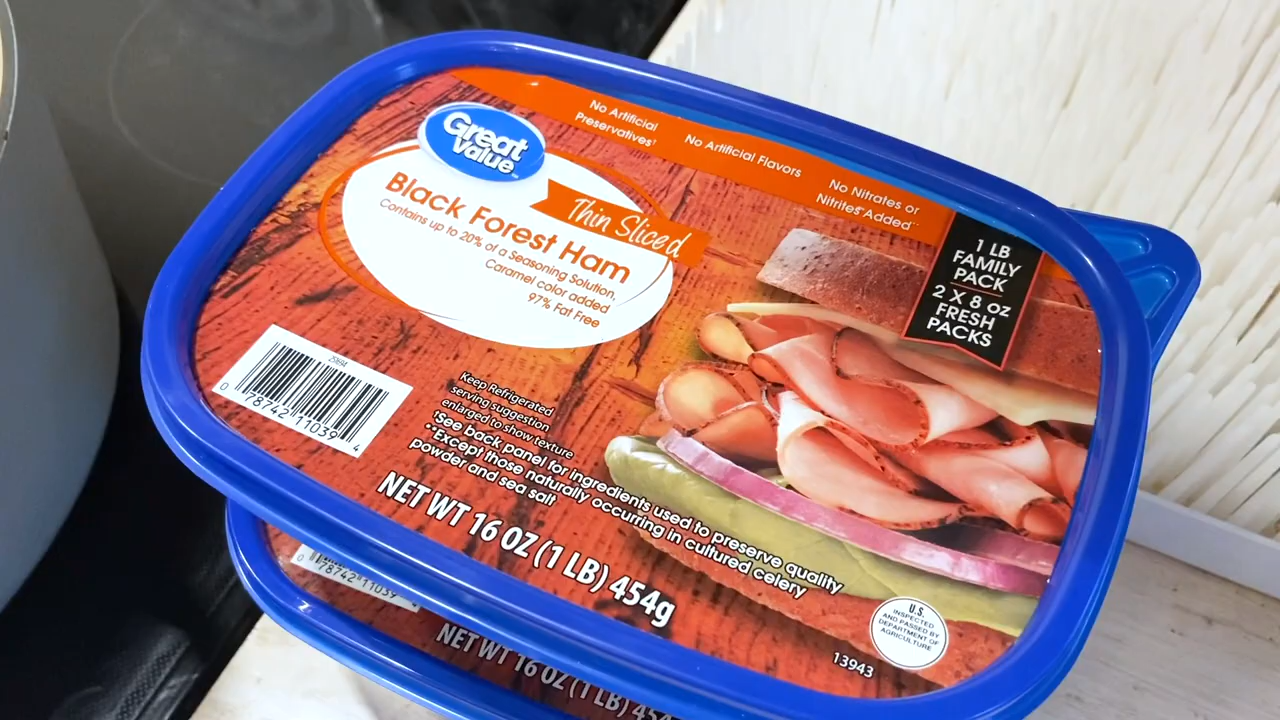 No Artificial
Preservatives†
No Artificial Flavors
No Nitrates or
Nitrites Added**
Great
Value™
Thin Sliced
Black Forest Ham
Contains up to 20% of a Seasoning Solution,
Caramel color added
97% Fat Free
1 LB
FAMILY
PACK
2 X 8 OZ
FRESH
PACKS
0 78742 11039 4
Keep Refrigerated
serving suggestion
enlarged to show texture
†See back panel for ingredients used to preserve quality
**Except those naturally occurring in cultured celery
powder and sea salt
NET WT 16 OZ (1 LB) 454g
U.S.
INSPECTED
AND PASSED BY
DEPARTMENT OF
AGRICULTURE
13943
0 78742 11039 4
NET WT 16 OZ (1 LB) 454